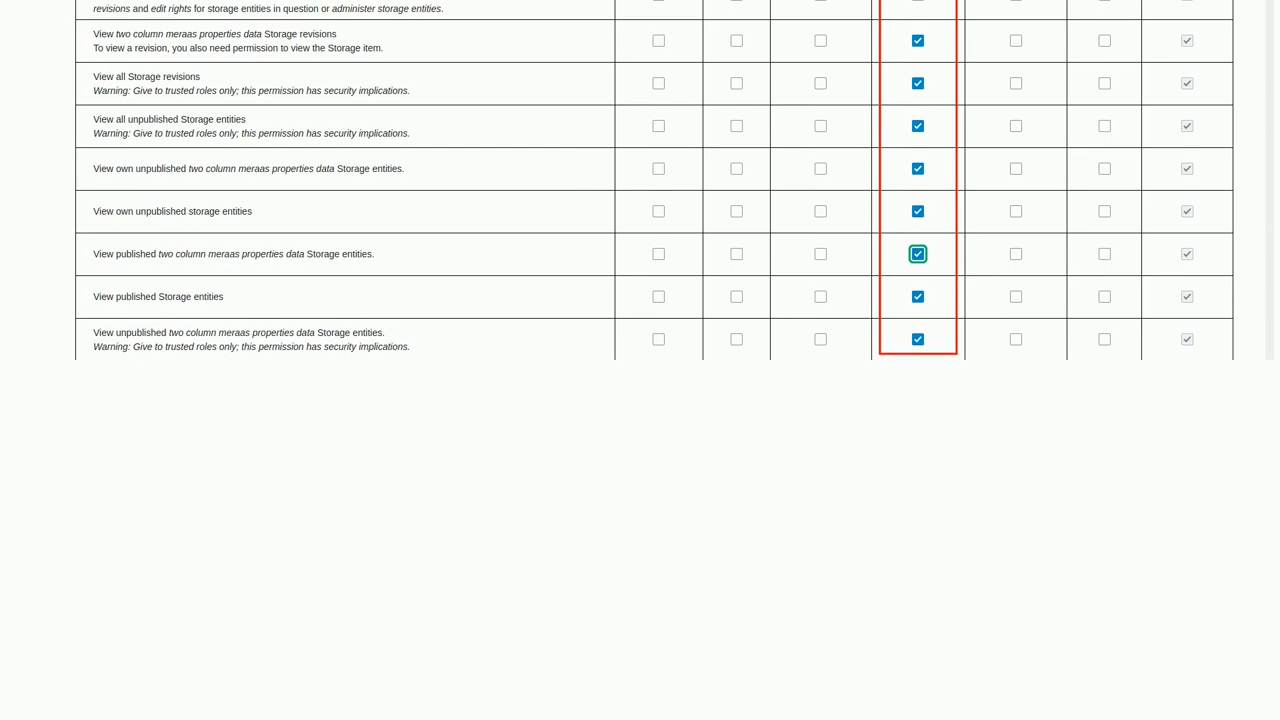 revisions and edit rights for storage entities in question or administer storage entities.
View two column meraas properties data Storage revisions
To view a revision, you also need permission to view the Storage item.
View all Storage revisions
Warning: Give to trusted roles only; this permission has security implications.
View all unpublished Storage entities
Warning: Give to trusted roles only; this permission has security implications.
View own unpublished two column meraas properties data Storage entities.
View own unpublished storage entities
View published two column meraas properties data Storage entities.
View published Storage entities
View unpublished two column meraas properties data Storage entities.
Warning: Give to trusted roles only; this permission has security implications.